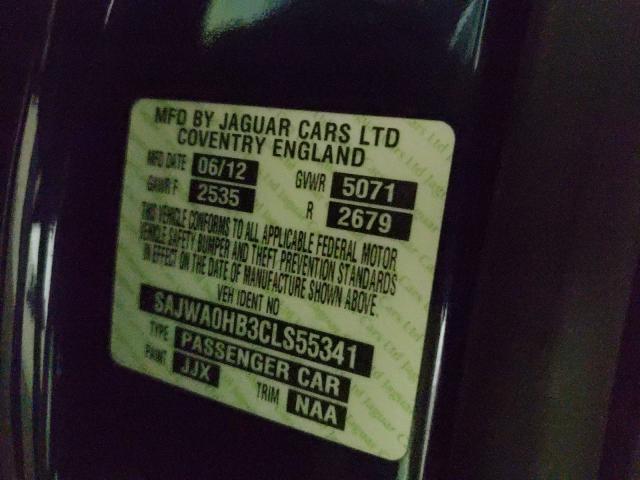 MFD BY JAGUAR CARS LTD
COVENTRY ENGLAND
MFD DATE 06/12 GVWR 5071
GAWR F 2535 R 2679
THIS VEHICLE CONFORMS TO ALL APPLICABLE FEDERAL MOTOR
VEHICLE SAFETY BUMPER AND THEFT PREVENTION STANDARDS
IN EFFECT ON THE DATE OF MANUFACTURE SHOWN ABOVE.
VEH IDENT NO
SAJWA0HB3CLS55341
TYPE PASSENGER CAR
PAINT JJX TRIM NAA